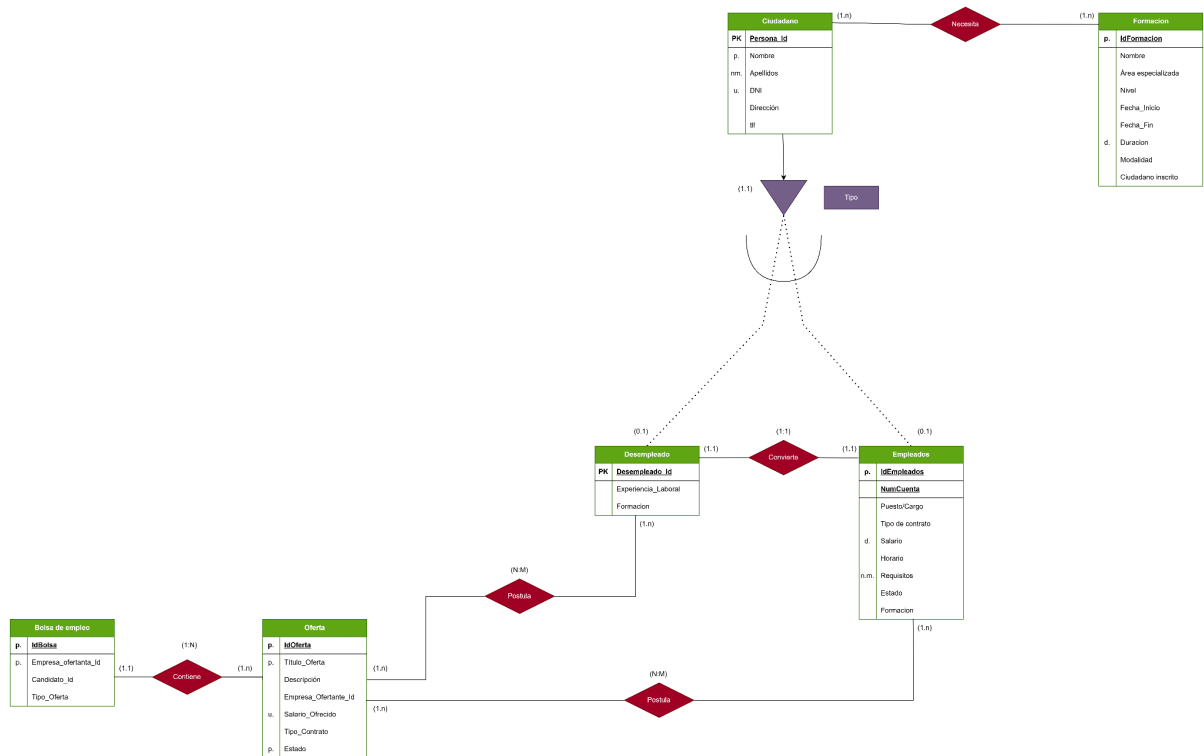 Ciudadano
PK Persona_Id
p. Nombre
nm. Apellidos
u. DNI
Dirección
tlf
(1.n)
Necesita
(1.n)
Formacion
p. IdFormacion
Nombre
Área especializada
Nivel
Fecha_Inicio
Fecha_Fin
d. Duracion
Modalidad
Ciudadano inscrito
(1.1)
Tipo
(0.1)
(0.1)
Desempleado
PK Desempleado_Id
Experiencia_Laboral
Formacion
(1.1)
(1:1)
Convierte
(1.1)
Empleados
p. IdEmpleados
NumCuenta
Puesto/Cargo
Tipo de contrato
d. Salario
Horario
n.m. Requisitos
Estado
Formacion
(1.n)
(N:M)
Postula
(1.n)
Bolsa de empleo
p. IdBolsa
p. Empresa_ofertanta_Id
Candidato_Id
Tipo_Oferta
(1.1)
(1:N)
Contiene
(1.n)
Oferta
p. IdOferta
p. Título_Oferta
Descripción
Empresa_Ofertante_Id
u. Salario_Ofrecido
Tipo_Contrato
p. Estado
(1.n)
(1.n)
(N:M)
Postula